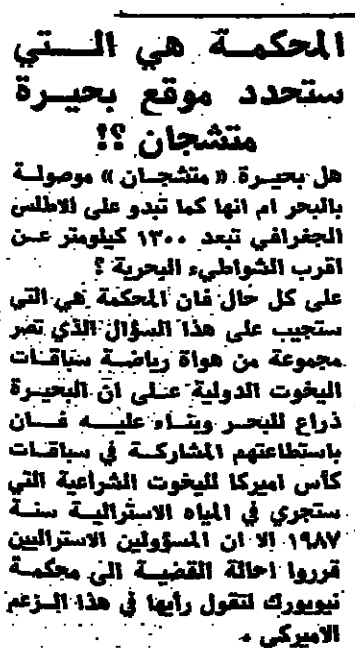 المحكمة هي التي
ستحدد موقع بحيرة
متشجان ؟!
هل بحيرة « متشجان » موصولة
بالبحر ام انها كما تبدو على الاطلس
الجغرافي تبعد ١٣٠٠ كيلومتر عن
اقرب الشواطيء البحرية ؟
على كل حال فان المحكمة هي التي
ستجيب على هذا السؤال الذي تصر
مجموعة من هواة رياضة سباقات
اليخوت الدولية على ان البحيرة
ذراع للبحر وبناء عليه فان
باستطاعتهم المشاركة في سباقات
كأس اميركا لليخوت الشراعية التي
ستجري في المياه الاسترالية سنة
١٩٨٧ الا ان المسؤولين الاستراليين
قرروا احالة القضية الى محكمة
نيويورك لتقول رأيها في هذا الزعم
الاميركي .